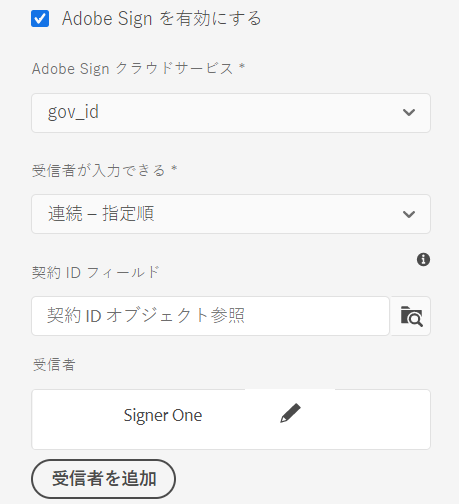 Adobe Sign を有効にする
Adobe Sign クラウドサービス *
gov_id
受信者が入力できる *
連続 – 指定順
契約 ID フィールド
契約 ID オブジェクト参照
受信者
Signer One
受信者を追加